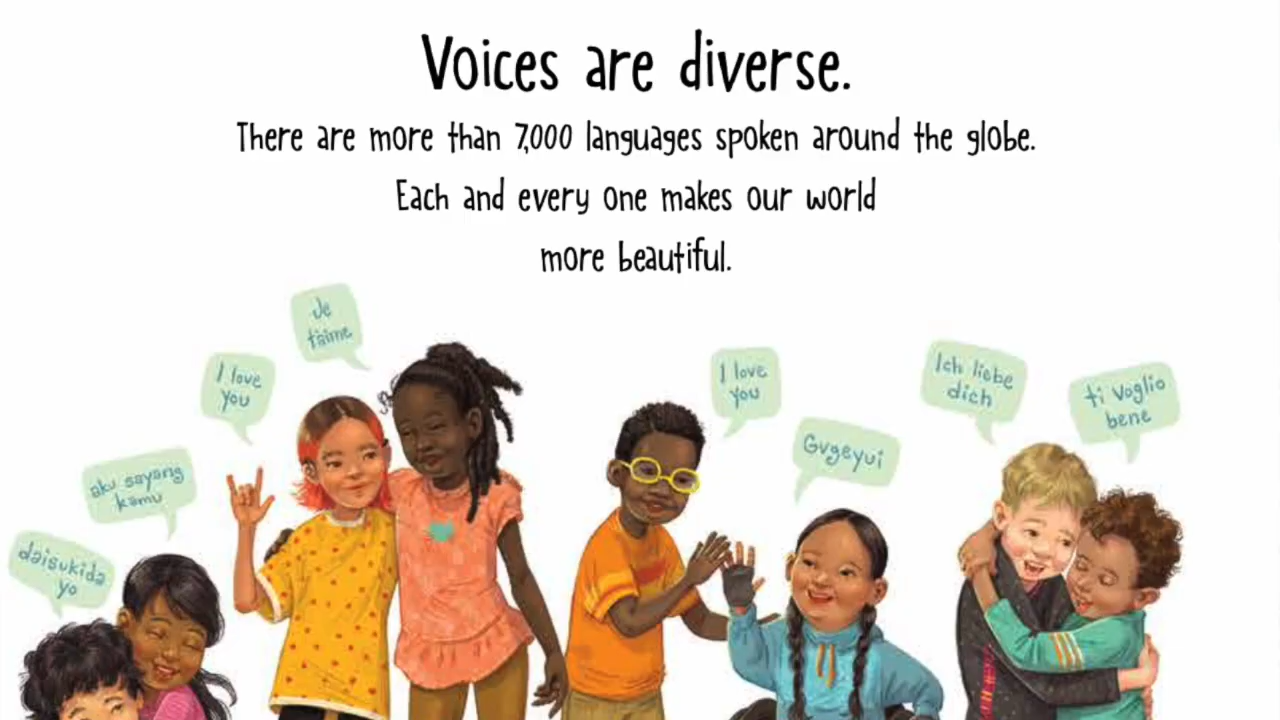 Voices are diverse.
There are more than 7,000 languages spoken around the globe.
Each and every one makes our world
more beautiful.
Je
t'aime
I love
you
I love
you
Ich liebe
dich
ti voglio
bene
Gvgeyui
aku sayang
kamu
daisukida
yo